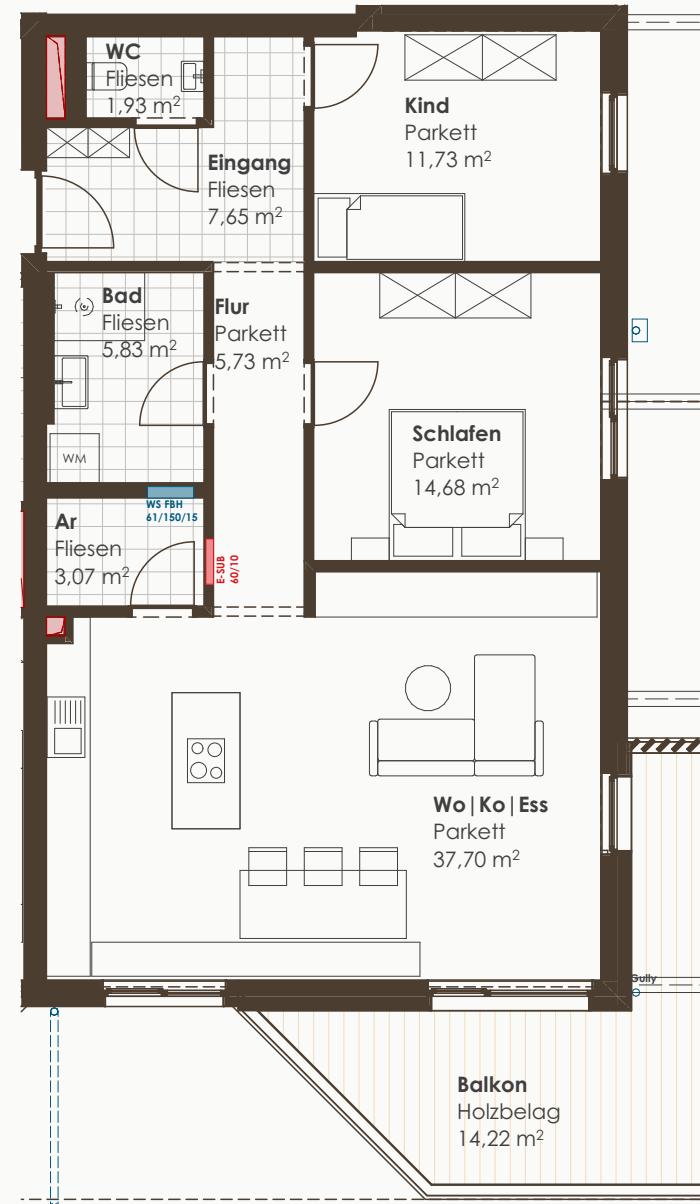 WC
Fliesen
1,93 m²
Kind
Parkett
11,73 m²
Eingang
Fliesen
7,65 m²
Bad
Fliesen
5,83 m²
Flur
Parkett
5,73 m²
WM
Schlafen
Parkett
14,68 m²
WS FBH
61/150/15
Ar
Fliesen
3,07 m²
E-SUB
60/10
Wo|Ko|Ess
Parkett
37,70 m²
Gully
Balkon
Holzbelag
14,22 m²